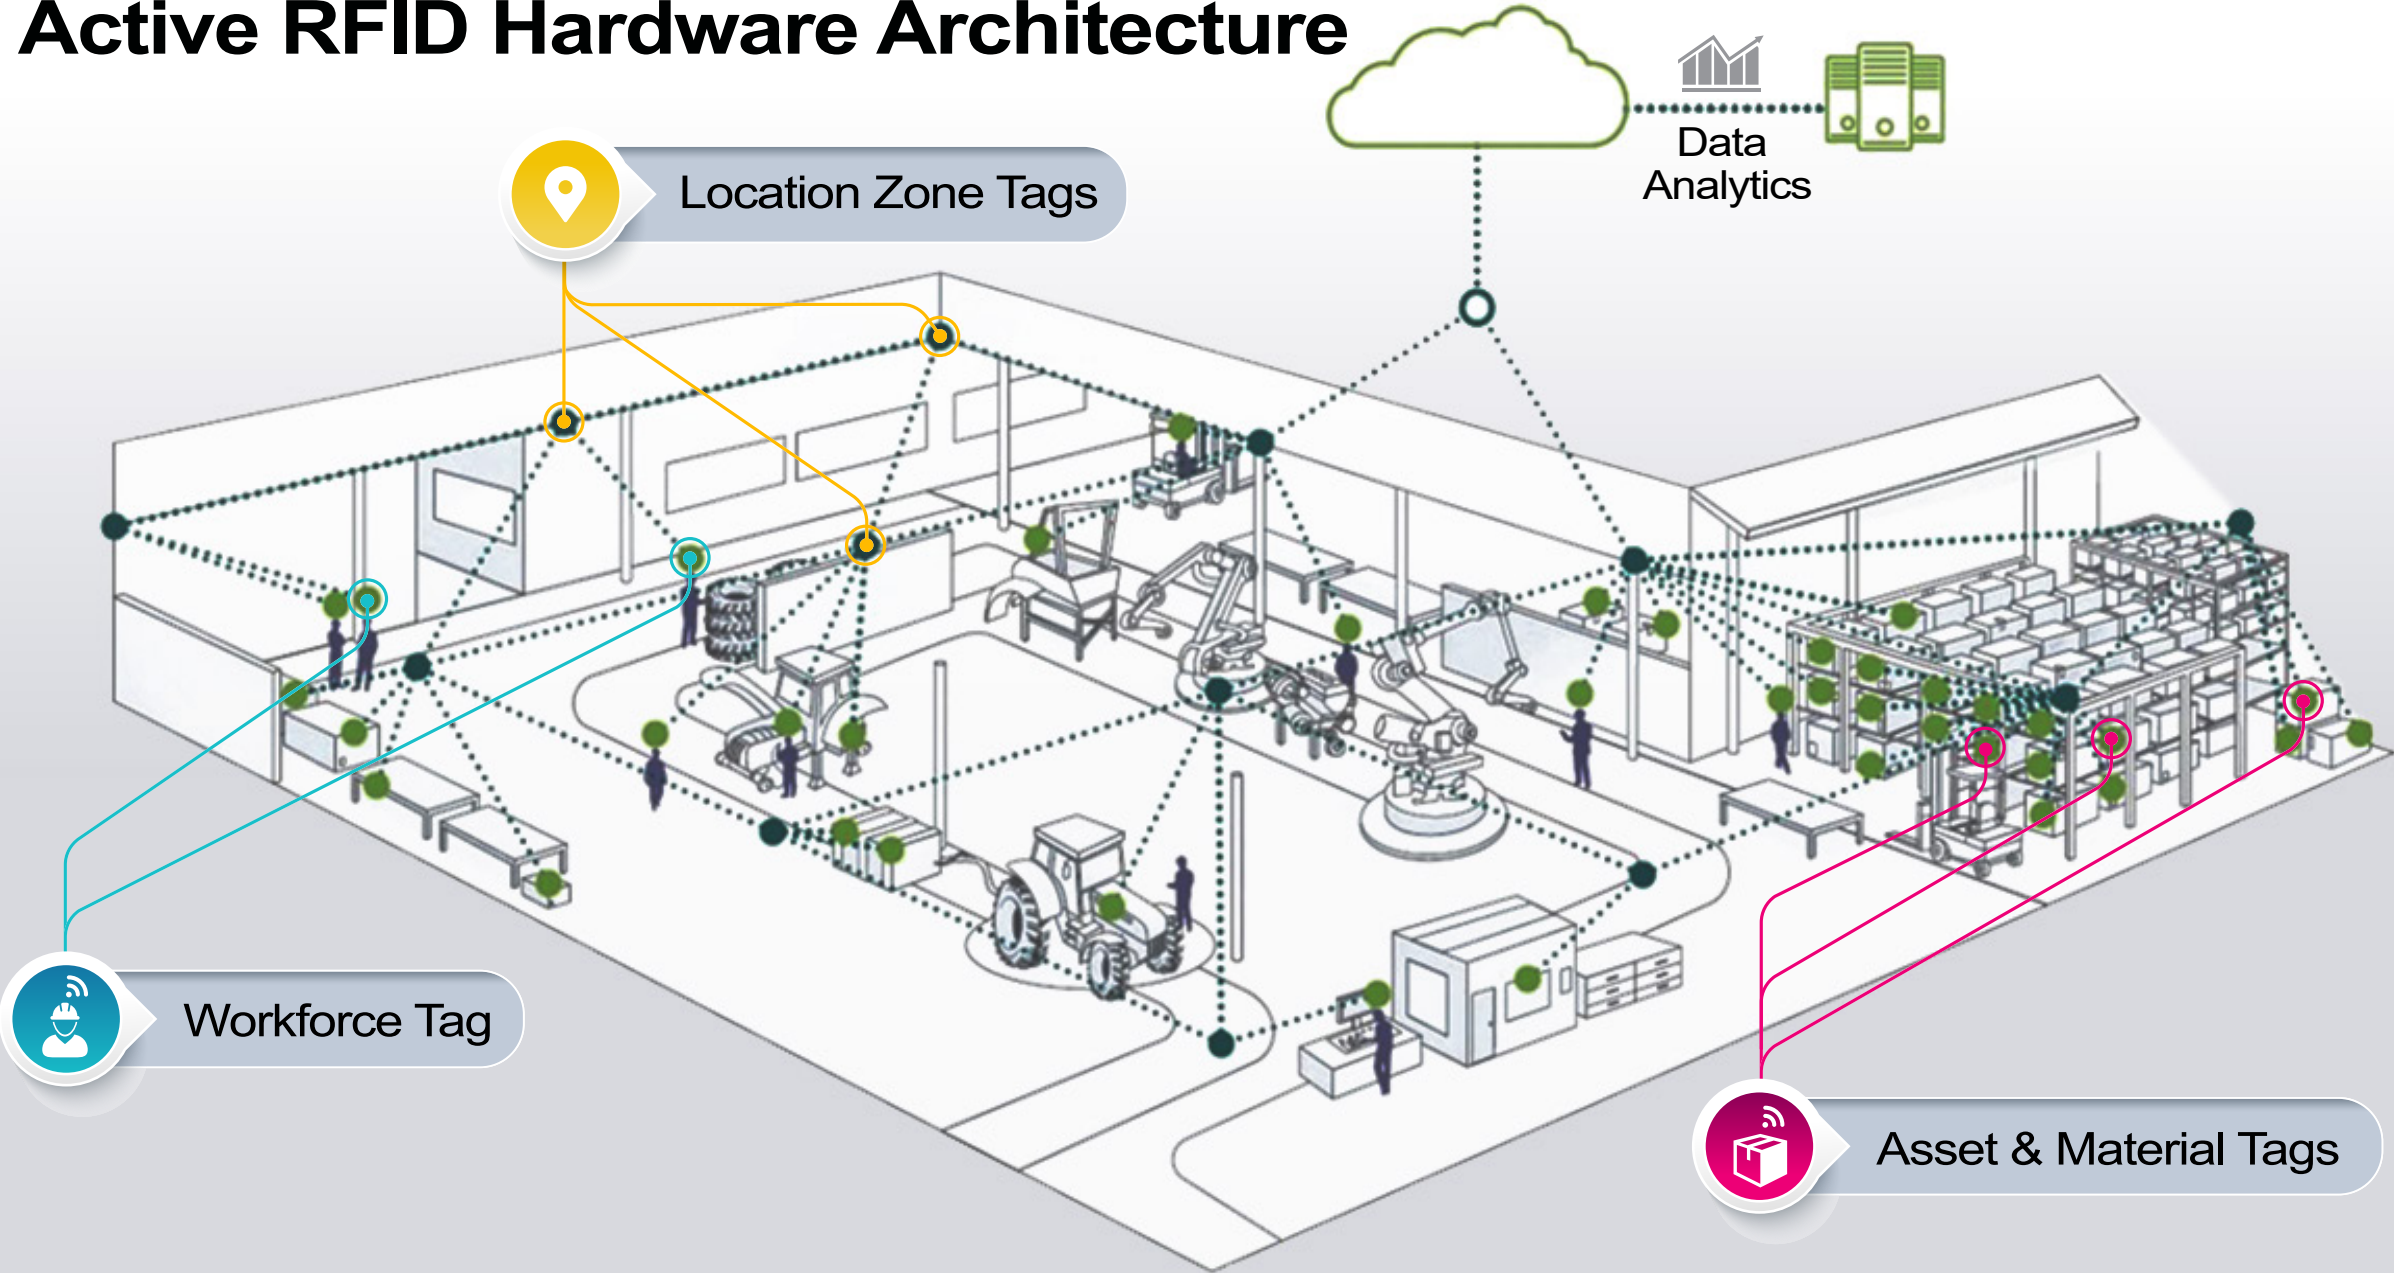 Active RFID Hardware Architecture
Data
Analytics
Location Zone Tags
Workforce Tag
Asset & Material Tags